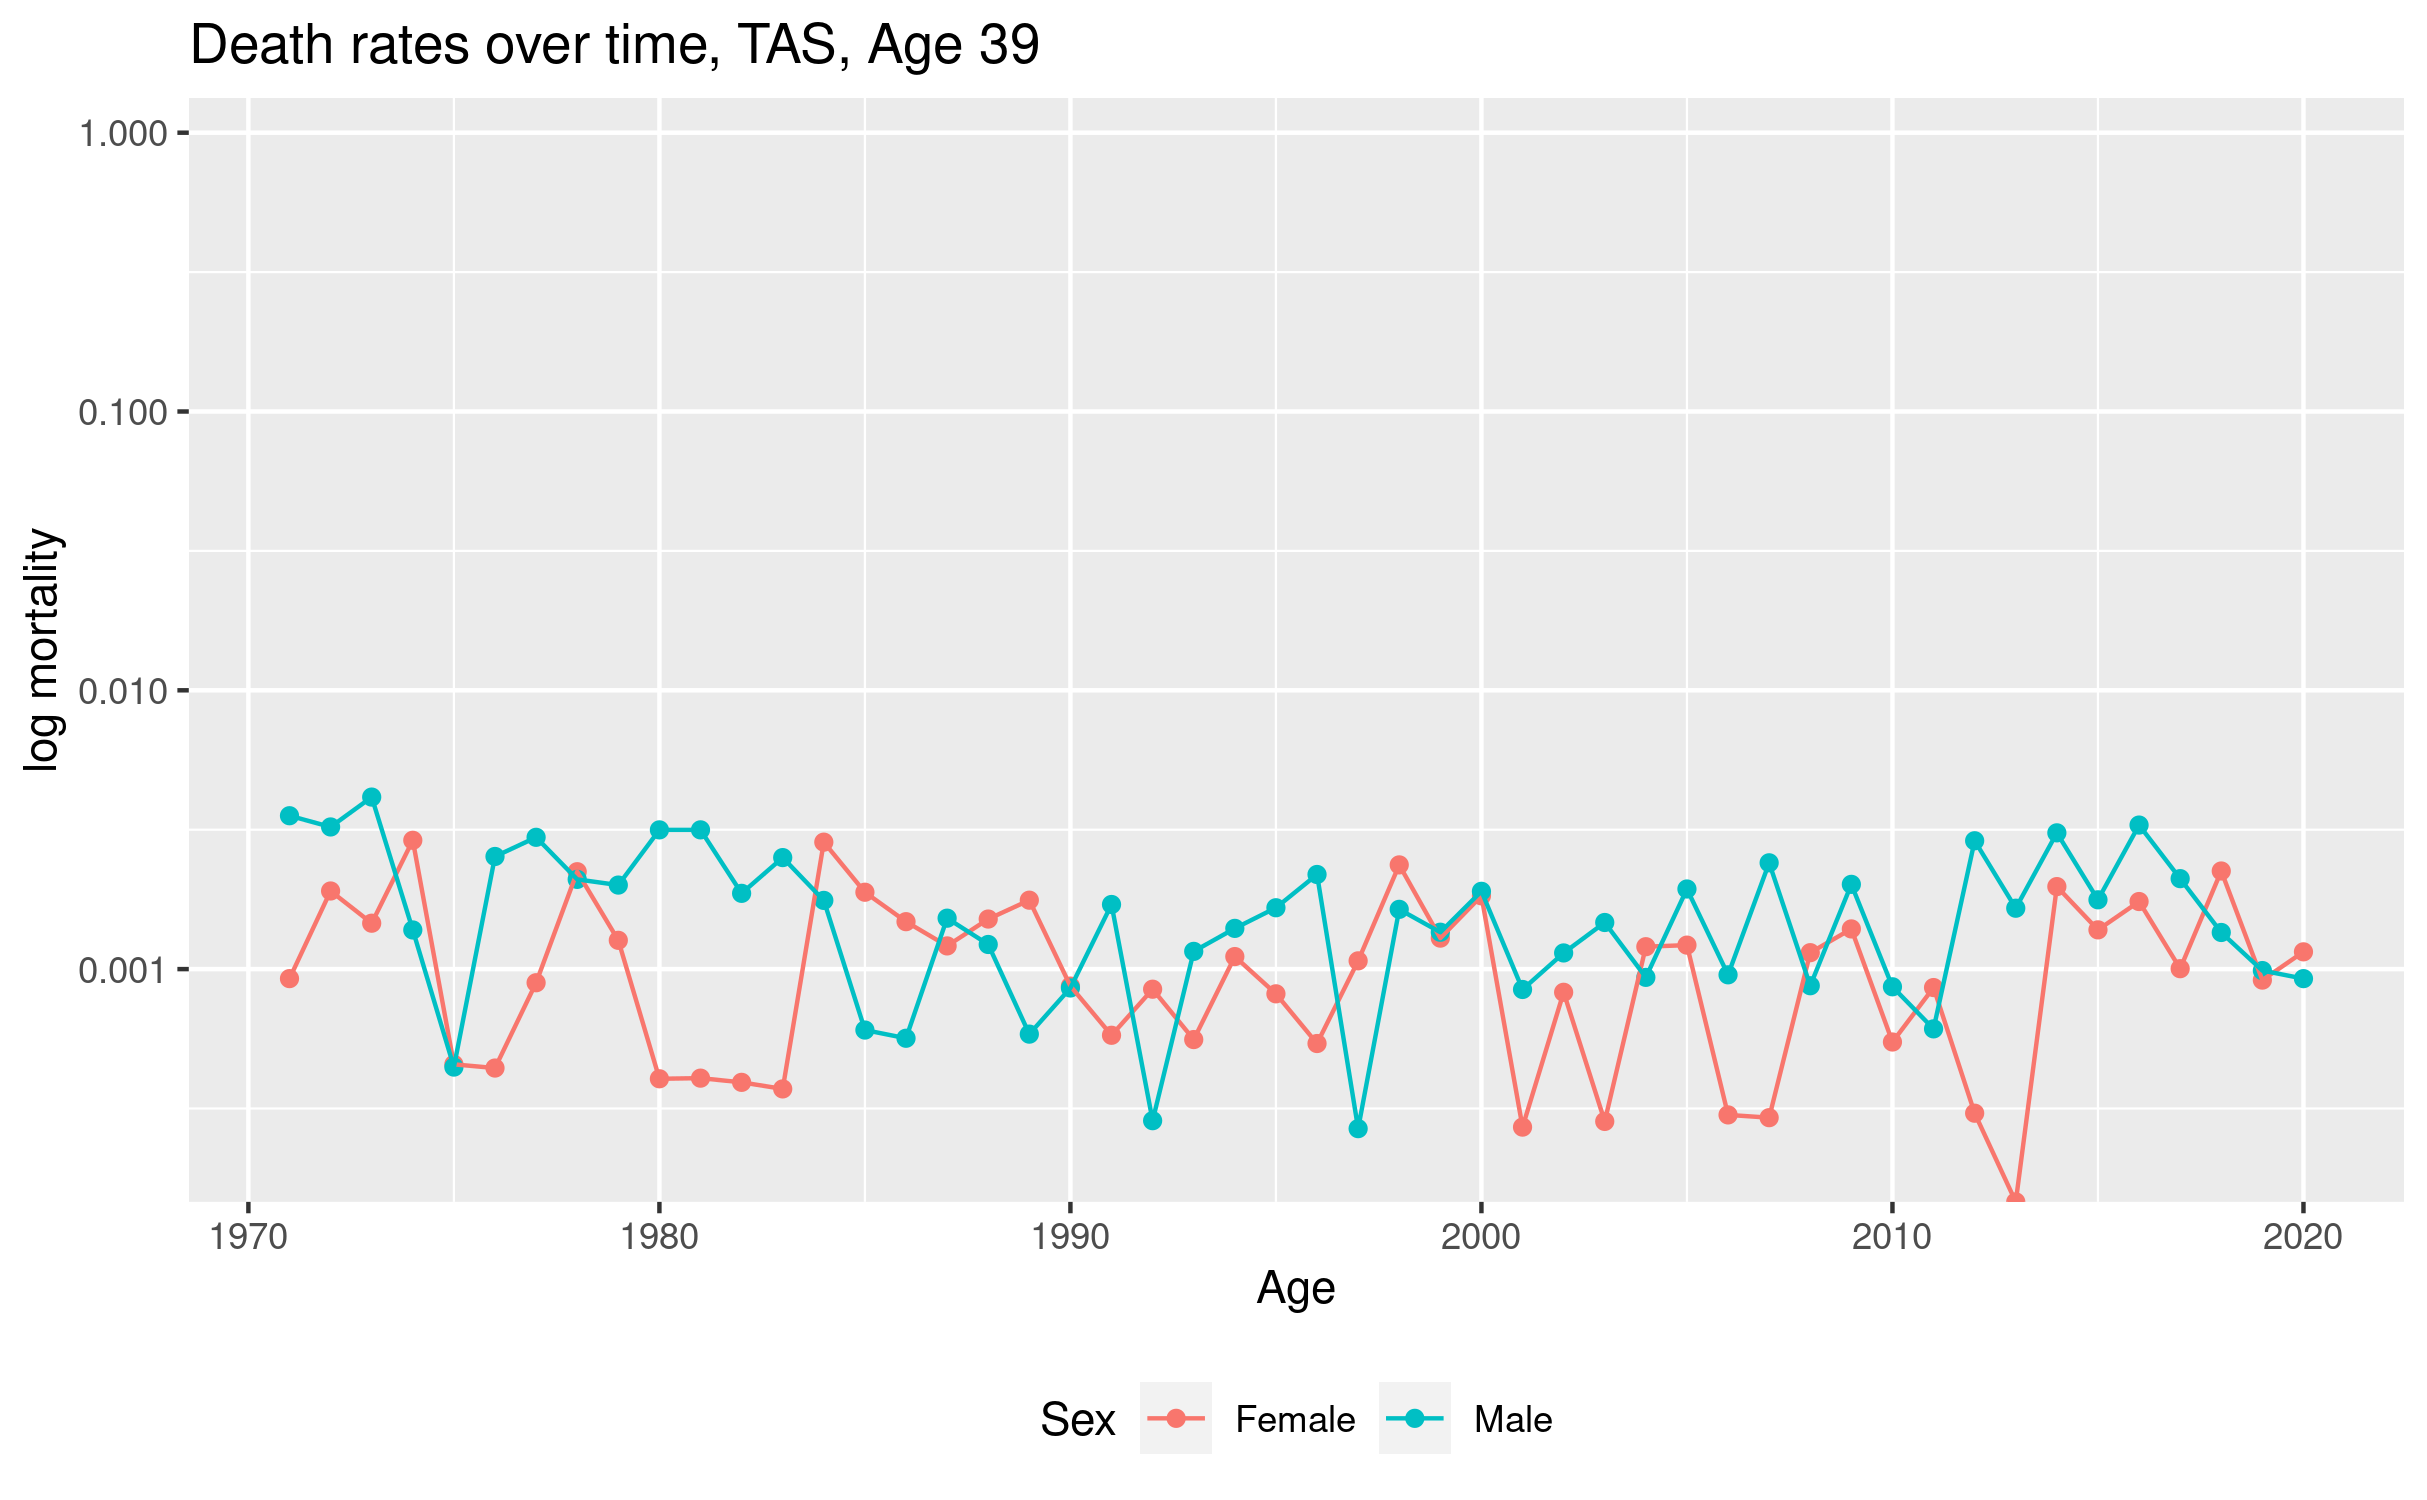 Death rates over time, TAS, Age 39
1.000
0.100
0.010
0.001
log mortality
1970 1980 1990 2000 2010 2020
Age
Sex Female Male